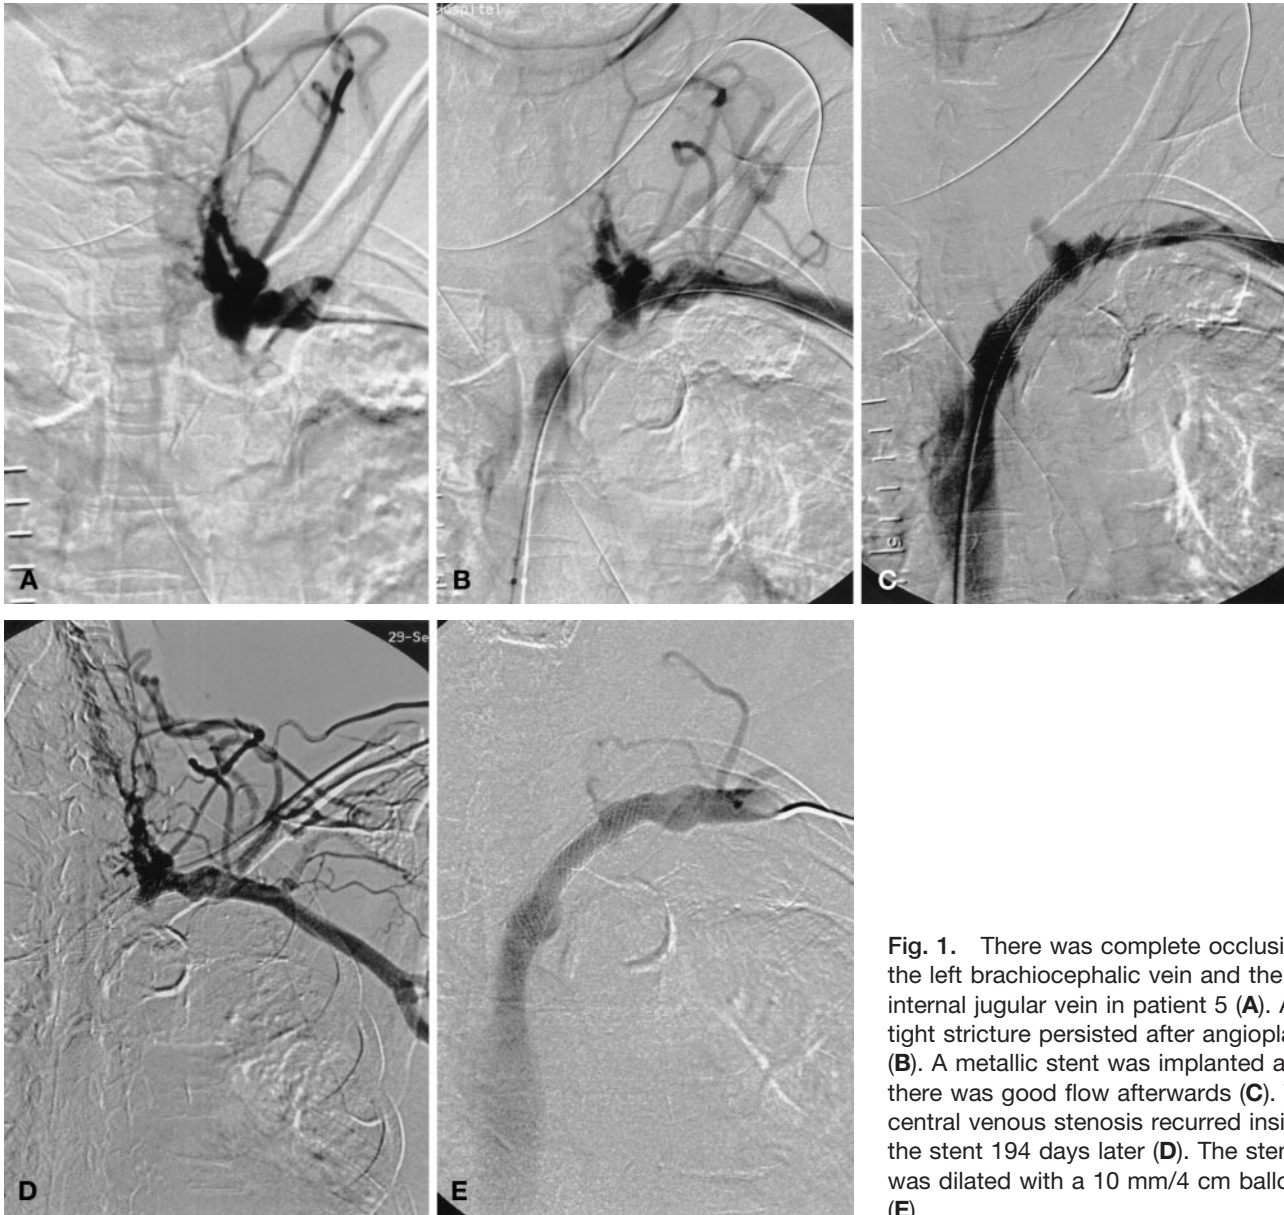 Hospital
A
B
C
29-Se
D
E
Fig. 1. There was complete occlusi
the left brachiocephalic vein and the
internal jugular vein in patient 5 (A). A
tight stricture persisted after angiopla
(B). A metallic stent was implanted a
there was good flow afterwards (C).
central venous stenosis recurred insi
the stent 194 days later (D). The sten
was dilated with a 10 mm/4 cm ballo
(E)